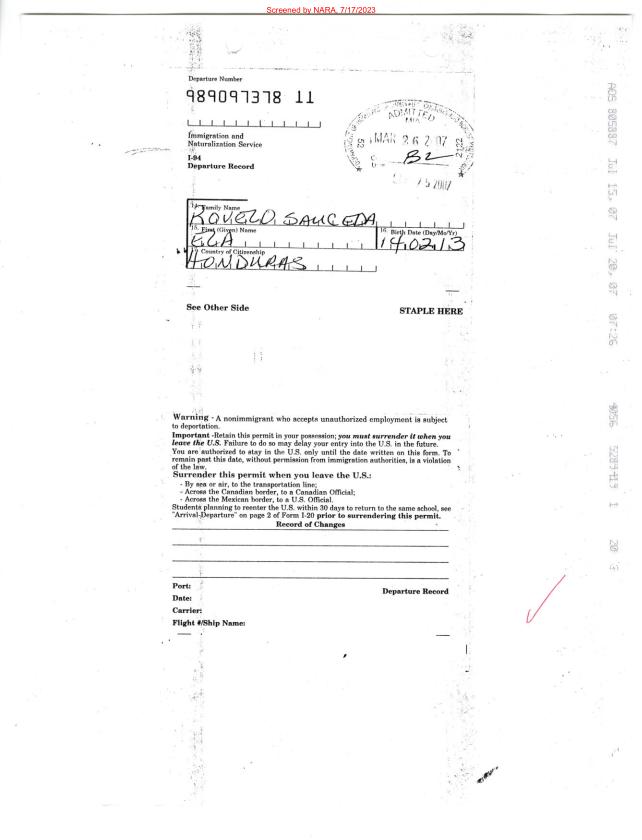 Screened by NARA, 7/17/2023
Departure Number
989097378 11
Immigration and
Naturalization Service
I-94
Departure Record
ADMITTED
MIA
52 MAR 26 2 07 2122
B2
14. Family Name
ROVELO SAUCEDA
15. First (Given) Name
16. Birth Date (Day/Mo/Yr)
ELA
14 02 13
Country of Citizenship
HONDURAS
See Other Side
STAPLE HERE
Warning - A nonimmigrant who accepts unauthorized employment is subject
to deportation.
Important -Retain this permit in your possession; you must surrender it when you
leave the U.S. Failure to do so may delay your entry into the U.S. in the future.
You are authorized to stay in the U.S. only until the date written on this form. To
remain past this date, without permission from immigration authorities, is a violation
of the law.
Surrender this permit when you leave the U.S.:
- By sea or air, to the transportation line;
- Across the Canadian border, to a Canadian Official;
- Across the Mexican border, to a U.S. Official.
Students planning to reenter the U.S. within 30 days to return to the same school, see
"Arrival-Departure" on page 2 of Form I-20 prior to surrendering this permit.
Record of Changes
Port:
Departure Record
Date:
Carrier:
Flight #/Ship Name:
AOS 805887 Jul 15, 07 Jul 20, 07 07:26 4056 5289419 1 20 3